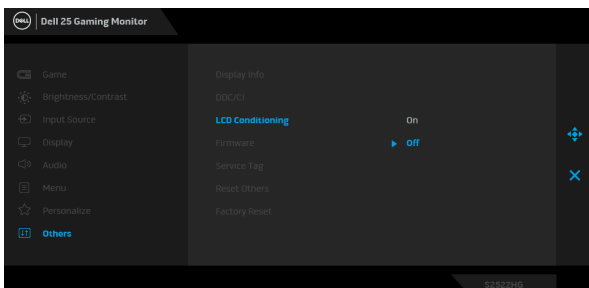 DELL Dell 25 Gaming Monitor
Game
Brightness/Contrast
Input Source
Display
Audio
Menu
Personalize
Others
Display Info
DDC/CI
LCD Conditioning On
Firmware Off
Service Tag
Reset Others
Factory Reset
S2522HG